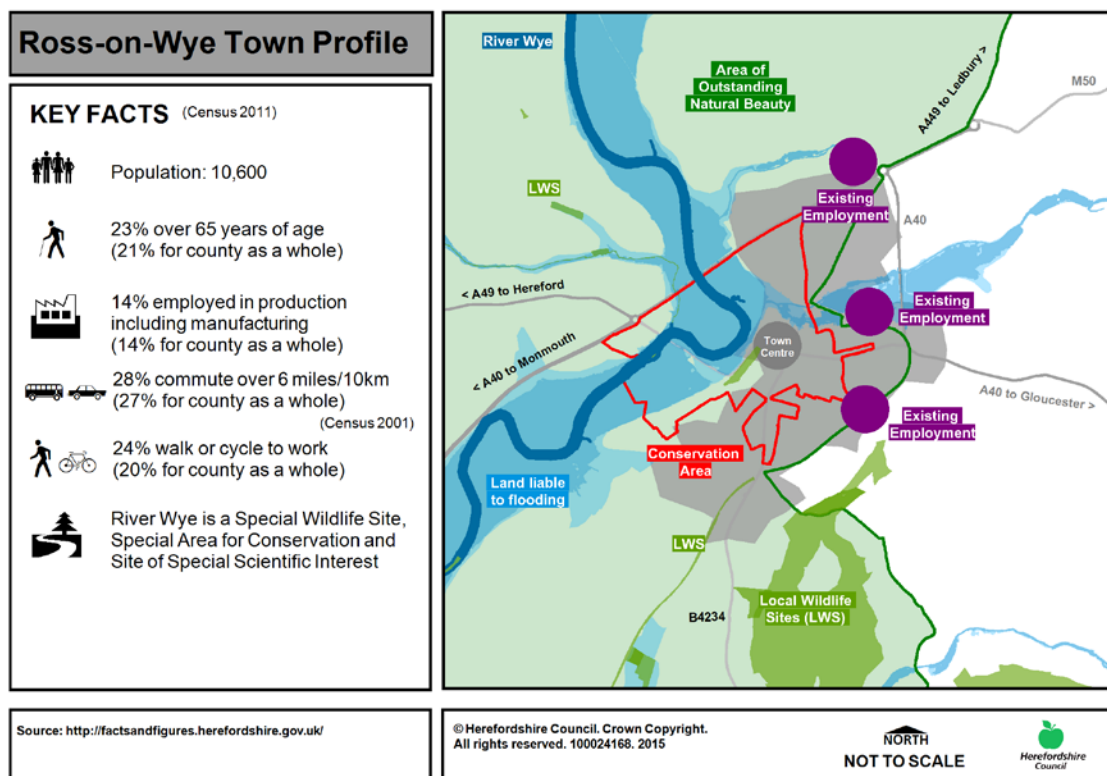 Ross-on-Wye Town Profile
KEY FACTS (Census 2011)
Population: 10,600
23% over 65 years of age
(21% for county as a whole)
14% employed in production
including manufacturing
(14% for county as a whole)
28% commute over 6 miles/10km
(27% for county as a whole)
(Census 2001)
24% walk or cycle to work
(20% for county as a whole)
River Wye is a Special Wildlife Site,
Special Area for Conservation and
Site of Special Scientific Interest
River Wye
Area of
Outstanding
Natural Beauty
A449 to Ledbury >
M50
LWS
Existing
Employment
A40
< A49 to Hereford
Existing
Employment
Town
Centre
< A40 to Monmouth
A40 to Gloucester >
Existing
Employment
Conservation
Area
Land liable
to flooding
LWS
Local Wildlife
Sites (LWS)
B4234
Source: http://factsandfigures.herefordshire.gov.uk/
© Herefordshire Council. Crown Copyright.
All rights reserved. 100024168. 2015
NORTH
NOT TO SCALE
Herefordshire
Council